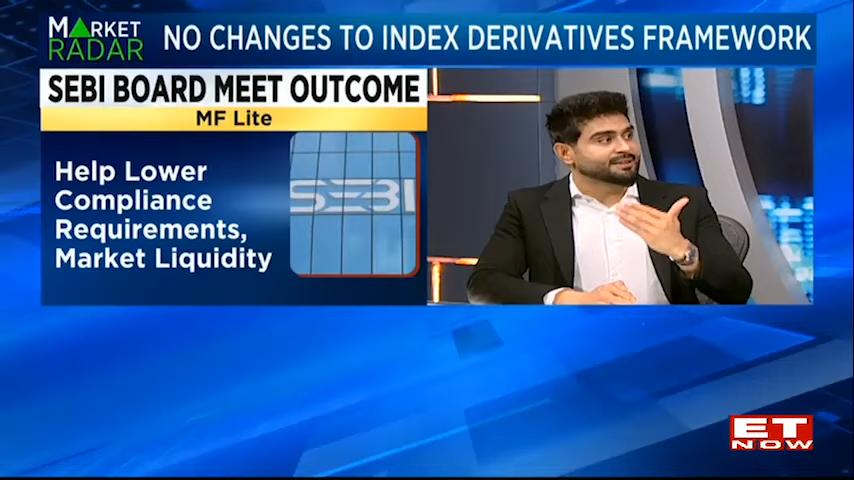 MARKET
RADAR
NO CHANGES TO INDEX DERIVATIVES FRAMEWORK
SEBI BOARD MEET OUTCOME
MF Lite
Help Lower
Compliance
Requirements,
Market Liquidity
SEBI
ET
NOW